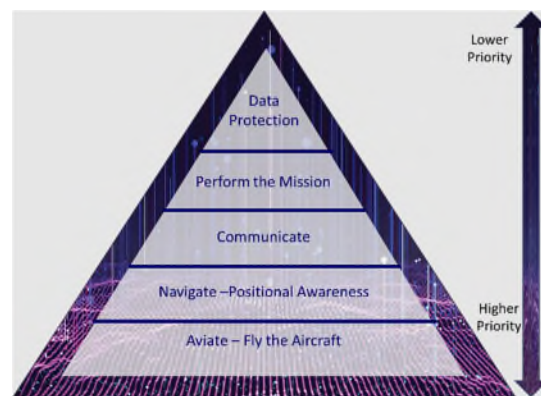 Lower
Priority
Data
Protection
Perform the Mission
Communicate
Navigate –Positional Awareness
Higher
Priority
Aviate – Fly the Aircraft